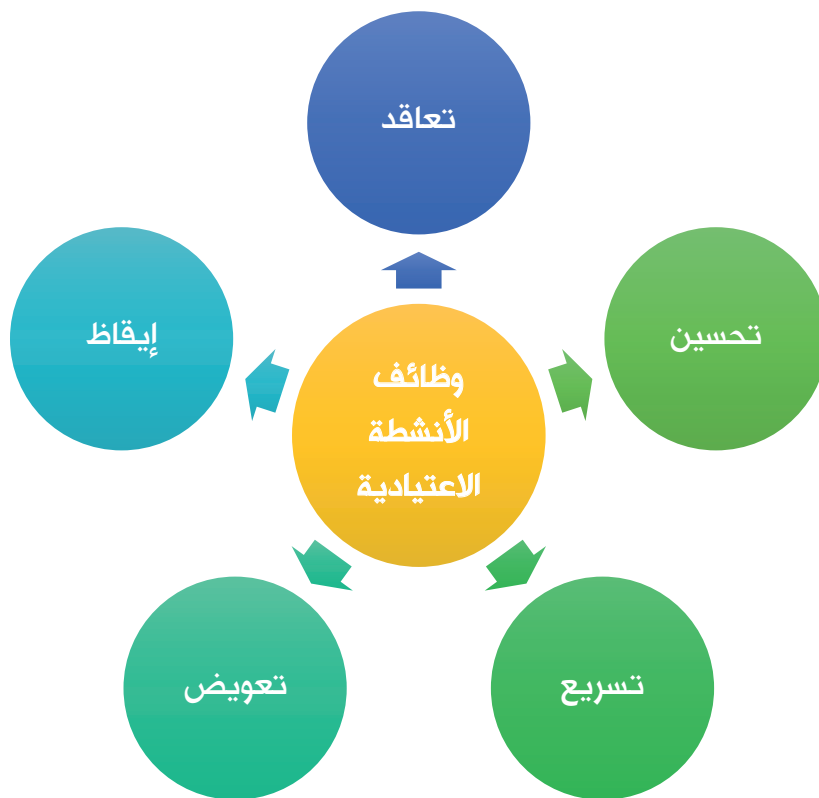 تعاقد
تحسين
إيقاظ
وظائف
الأنشطة
الاعتيادية
تسريع
تعويض